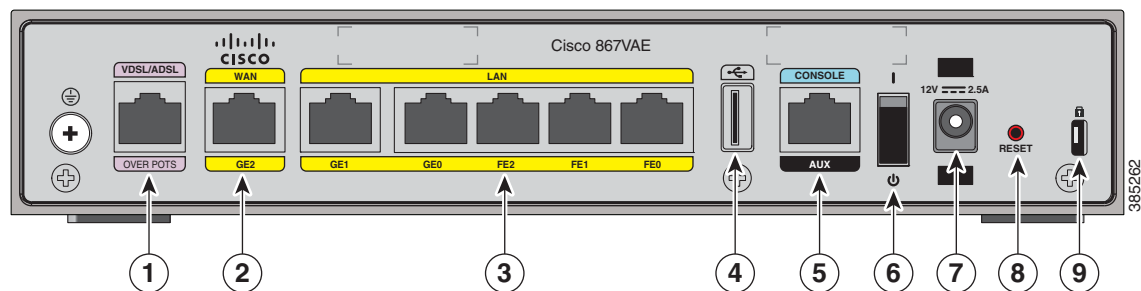 CISCO
Cisco 867VAE
VDSL/ADSL
WAN
LAN
CONSOLE
12V 2.5A
OVER POTS
GE2
GE1
GE0
FE2
FE1
FE0
AUX
RESET
385262
1
2
3
4
5
6
7
8
9